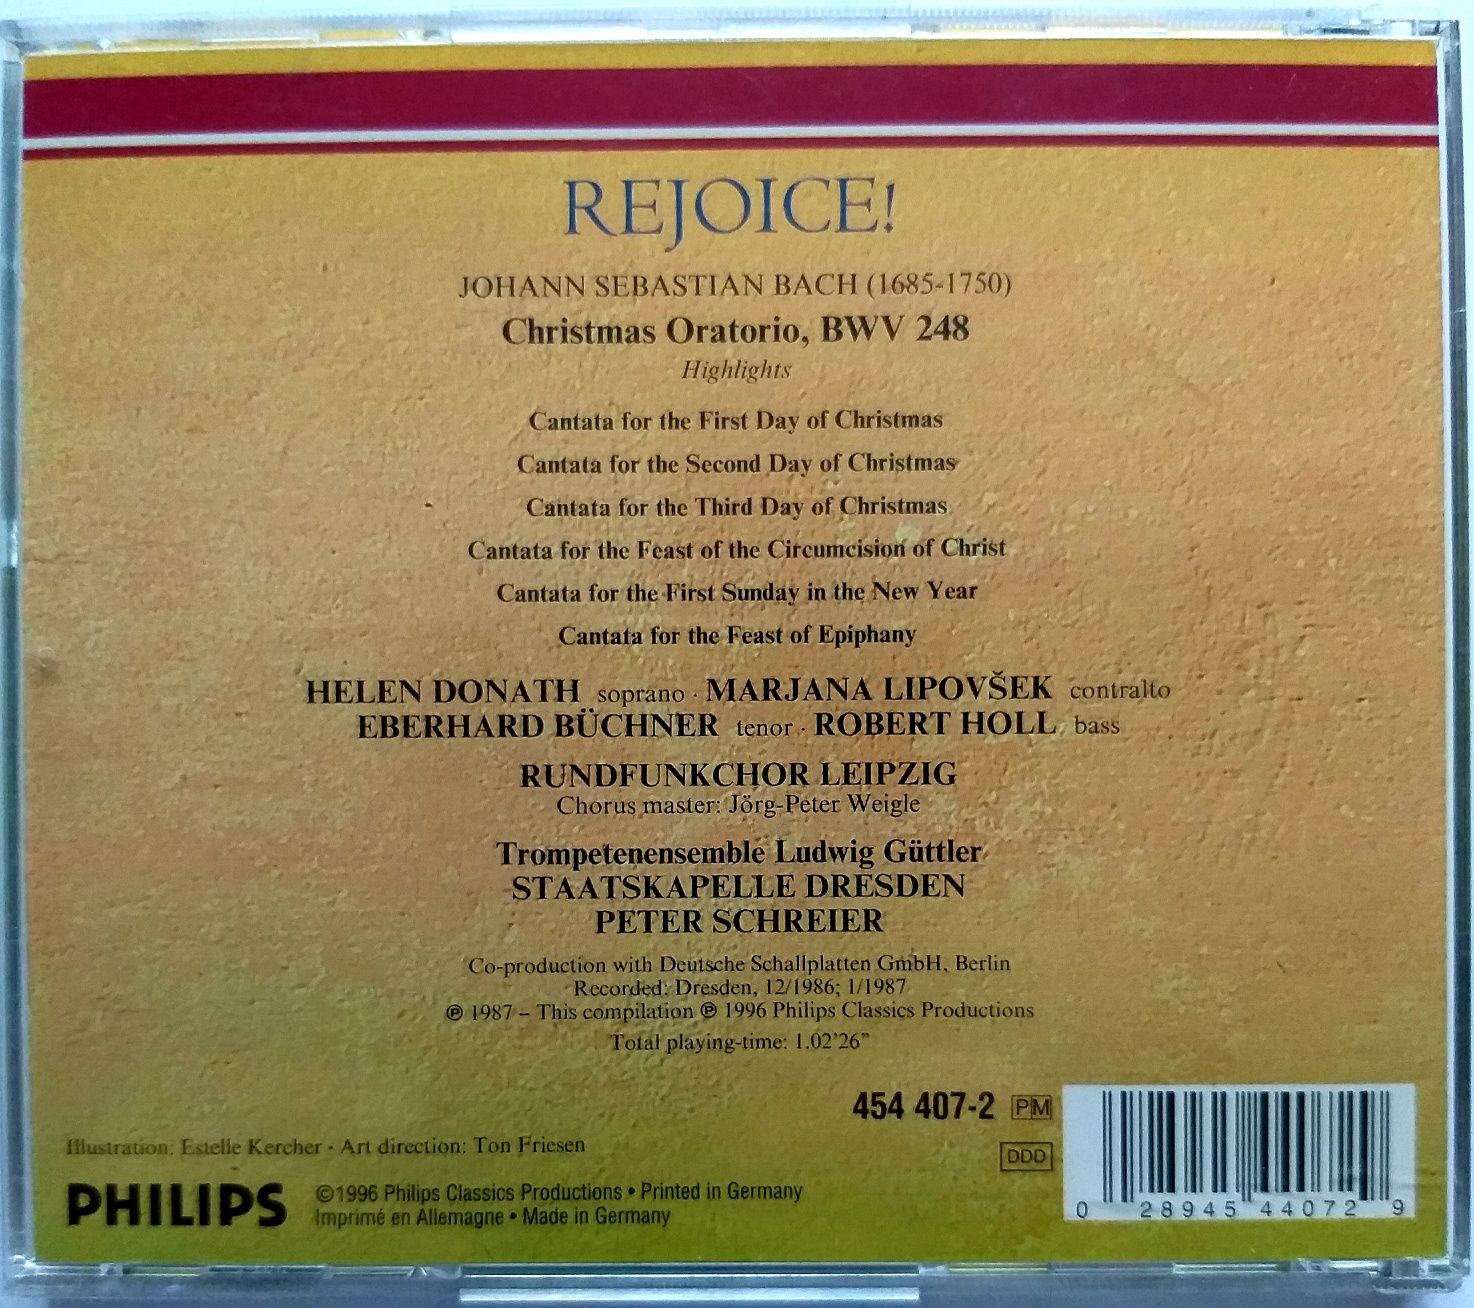 REJOICE!
JOHANN SEBASTIAN BACH (1685-1750)
Christmas Oratorio, BWV 248
Highlights
Cantata for the First Day of Christmas
Cantata for the Second Day of Christmas
Cantata for the Third Day of Christmas
Cantata for the Feast of the Circumcision of Christ
Cantata for the First Sunday in the New Year
Cantata for the Feast of Epiphany
HELEN DONATH soprano · MARJANA LIPOVŠEK contralto
EBERHARD BÜCHNER tenor · ROBERT HOLL bass
RUNDFUNKCHOR LEIPZIG
Chorus master: Jörg-Peter Weigle
Trompetenensemble Ludwig Güttler
STAATSKAPELLE DRESDEN
PETER SCHREIER
Co-production with Deutsche Schallplatten GmbH, Berlin
Recorded: Dresden, 12/1986; 1/1987
℗ 1987 – This compilation ℗ 1996 Philips Classics Productions
Total playing-time: 1.02'26"
454 407-2 PM
DDD
Illustration: Estelle Kercher · Art direction: Ton Friesen
PHILIPS
©1996 Philips Classics Productions • Printed in Germany
Imprimé en Allemagne • Made in Germany
0 28945 44072 9